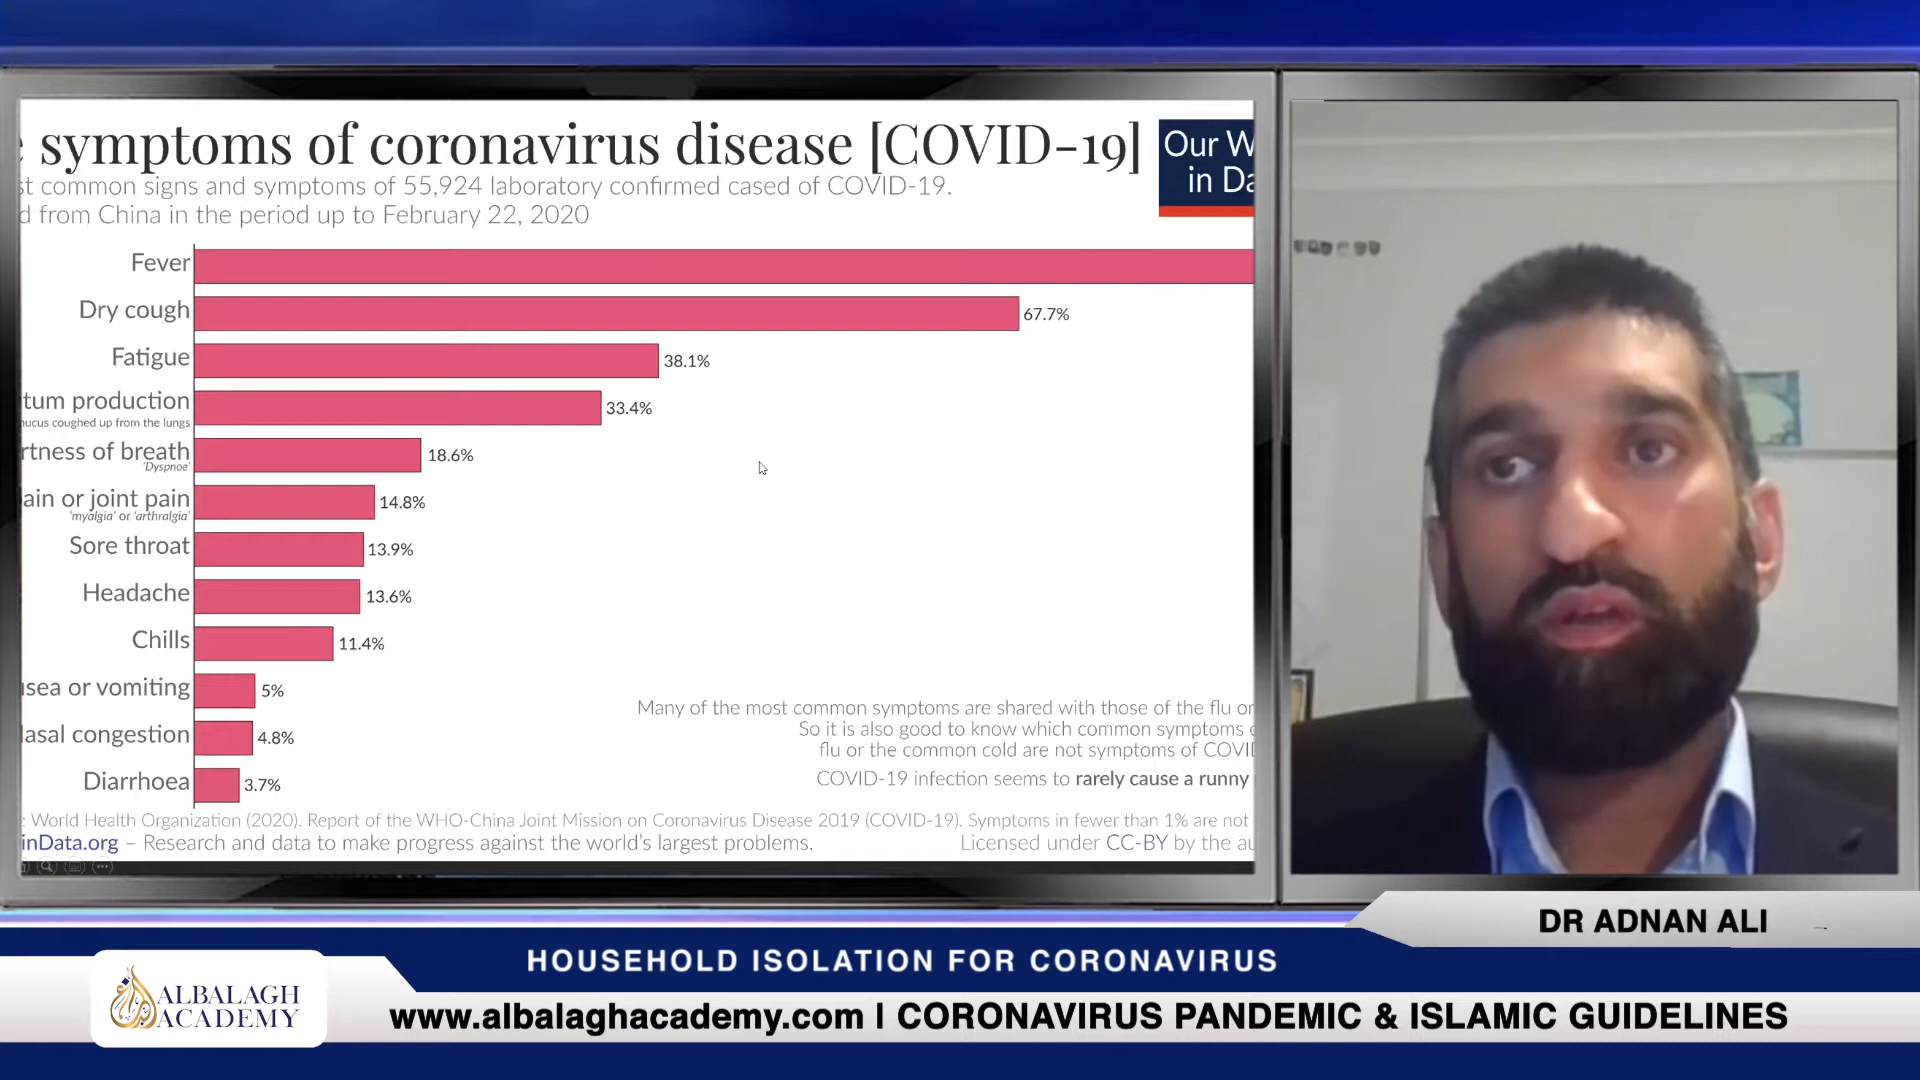 symptoms of coronavirus disease [COVID-19]
st common signs and symptoms of 55,924 laboratory confirmed cased of COVID-19.
d from China in the period up to February 22, 2020
Our W
in Da
Fever
Dry cough 67.7%
Fatigue 38.1%
tum production 33.4%
mucus coughed up from the lungs
rtness of breath 18.6%
'Dyspnoe'
ain or joint pain 14.8%
'myalgia' or 'arthralgia'
Sore throat 13.9%
Headache 13.6%
Chills 11.4%
sea or vomiting 5%
asal congestion 4.8%
Diarrhoea 3.7%
Many of the most common symptoms are shared with those of the flu or
So it is also good to know which common symptoms
flu or the common cold are not symptoms of COVID
COVID-19 infection seems to rarely cause a runny
: World Health Organization (2020). Report of the WHO-China Joint Mission on Coronavirus Disease 2019 (COVID-19). Symptoms in fewer than 1% are not
inData.org – Research and data to make progress against the world's largest problems.
Licensed under CC-BY by the au
DR ADNAN ALI
HOUSEHOLD ISOLATION FOR CORONAVIRUS
ALBALAGH
ACADEMY
www.albalaghacademy.com | CORONAVIRUS PANDEMIC & ISLAMIC GUIDELINES